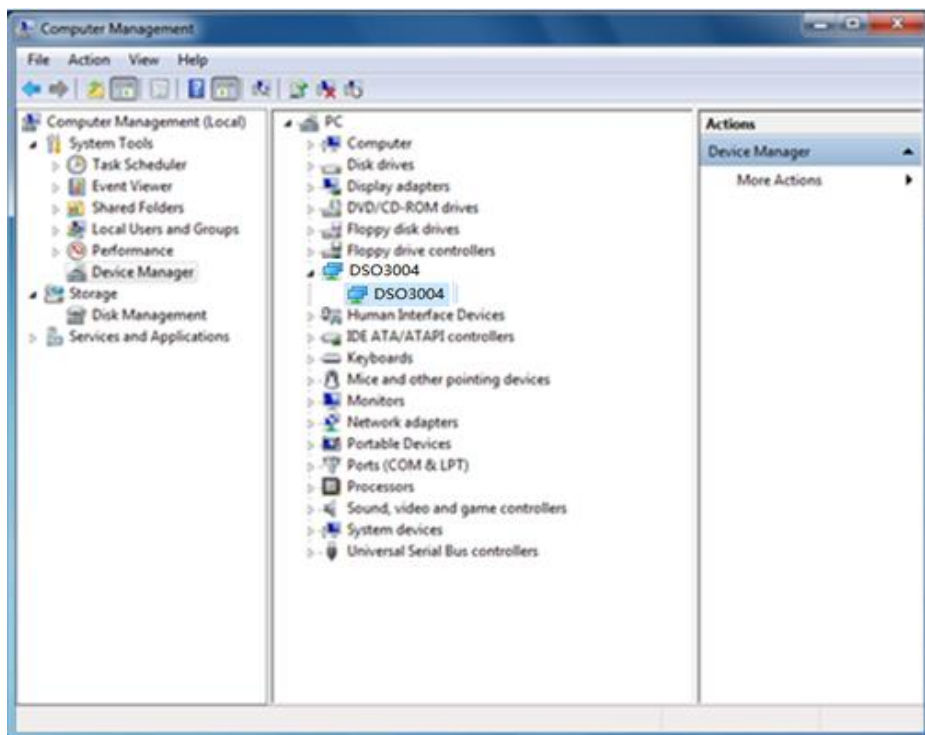 Computer Management
File Action View Help
Computer Management (Local)
System Tools
Task Scheduler
Event Viewer
Shared Folders
Local Users and Groups
Performance
Device Manager
Storage
Disk Management
Services and Applications
PC
Computer
Disk drives
Display adapters
DVD/CD-ROM drives
Floppy disk drives
Floppy drive controllers
DSO3004
DSO3004
Human Interface Devices
IDE ATA/ATAPI controllers
Keyboards
Mice and other pointing devices
Monitors
Network adapters
Portable Devices
Ports (COM & LPT)
Processors
Sound, video and game controllers
System devices
Universal Serial Bus controllers
Actions
Device Manager
More Actions